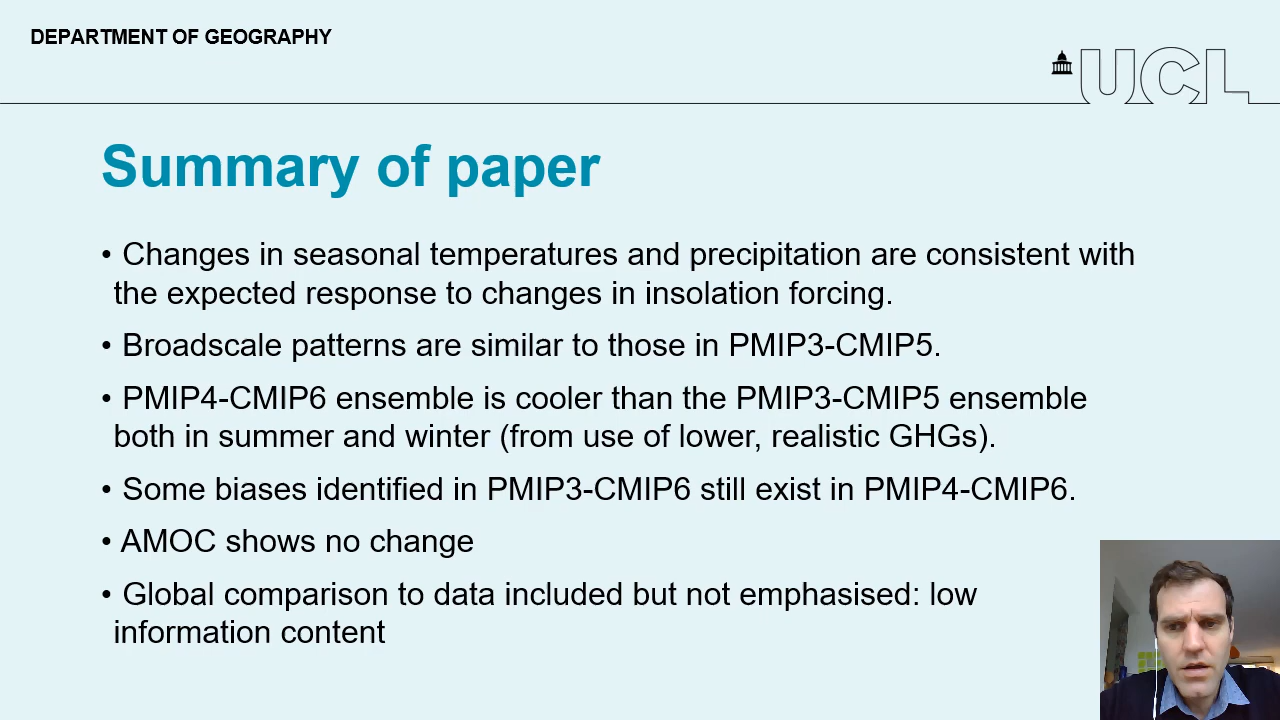 DEPARTMENT OF GEOGRAPHY
UCL
Summary of paper
• Changes in seasonal temperatures and precipitation are consistent with
the expected response to changes in insolation forcing.
• Broadscale patterns are similar to those in PMIP3-CMIP5.
• PMIP4-CMIP6 ensemble is cooler than the PMIP3-CMIP5 ensemble
both in summer and winter (from use of lower, realistic GHGs).
• Some biases identified in PMIP3-CMIP6 still exist in PMIP4-CMIP6.
• AMOC shows no change
• Global comparison to data included but not emphasised: low
information content